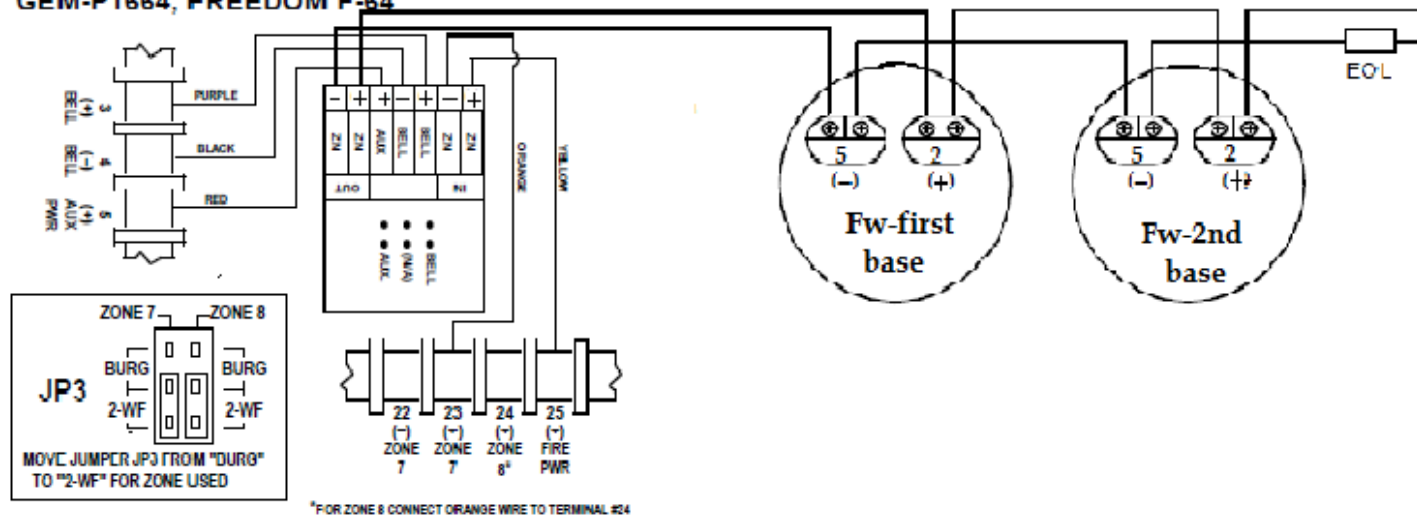 GEM-P1664, FREEDOM F-64
3
(+)
BELL
PURPLE
4
(−)
BELL
BLACK
5
(+)
AUX
PWR
RED
− + + − + − +
ZN ZN AUX BELL BELL ZN ZN
OUT IN
AUX (N/A) BELL
ORANGE
YELLOW
EOL
5 2
(−) (+)
Fw-first
base
5 2
(−) (+)
Fw-2nd
base
ZONE 7 ZONE 8
BURG BURG
JP3
2-WF 2-WF
MOVE JUMPER JP3 FROM "BURG"
TO "2-WF" FOR ZONE USED
22 23 24 25
(−) (−)
ZONE ZONE ZONE FIRE
7 7 8* PWR
*FOR ZONE 8 CONNECT ORANGE WIRE TO TERMINAL #24